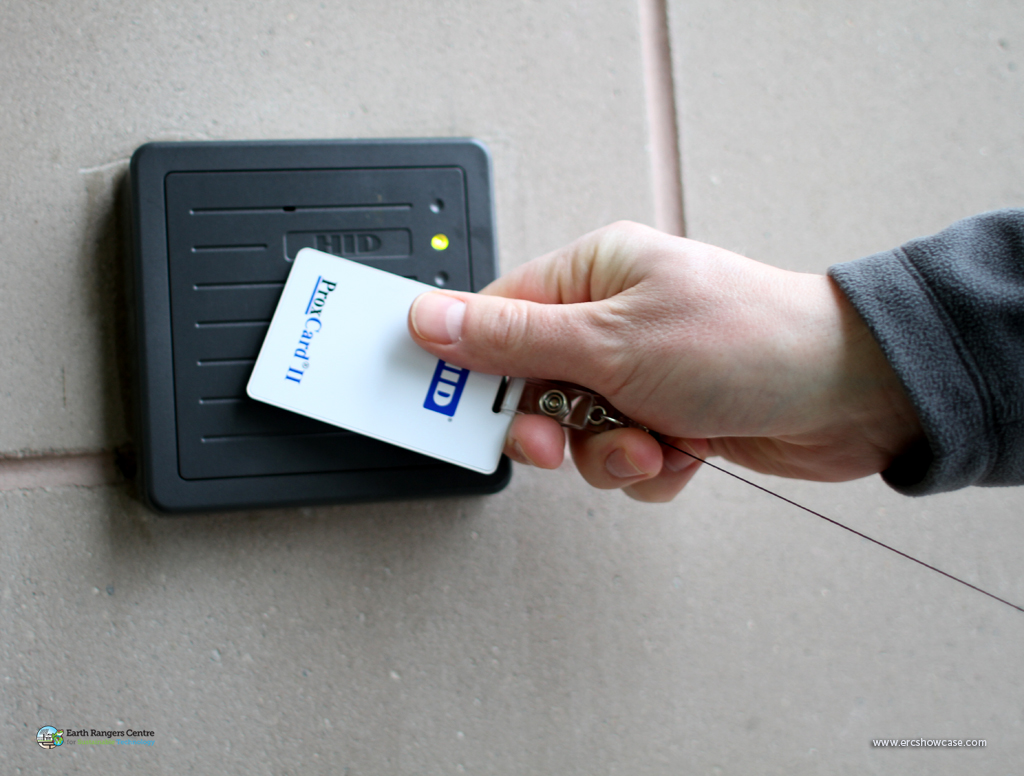 HID
ProxCard® II
HID®
Earth Rangers Centre
www.ercshowcase.com